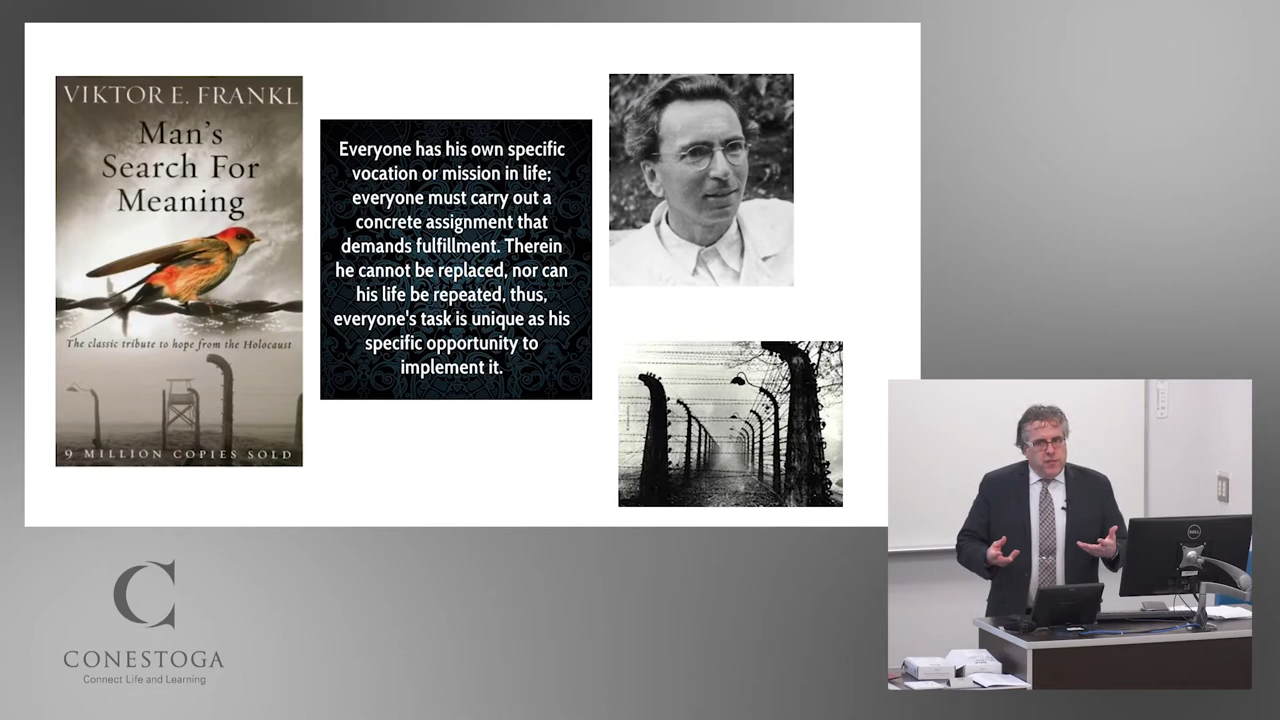 VIKTOR E. FRANKL
Man's
Search For
Meaning
The classic tribute to hope from the Holocaust
9 MILLION COPIES SOLD
Everyone has his own specific
vocation or mission in life;
everyone must carry out a
concrete assignment that
demands fulfillment. Therein
he cannot be replaced, nor can
his life be repeated, thus,
everyone's task is unique as his
specific opportunity to
implement it.
DELL
CONESTOGA
Connect Life and Learning